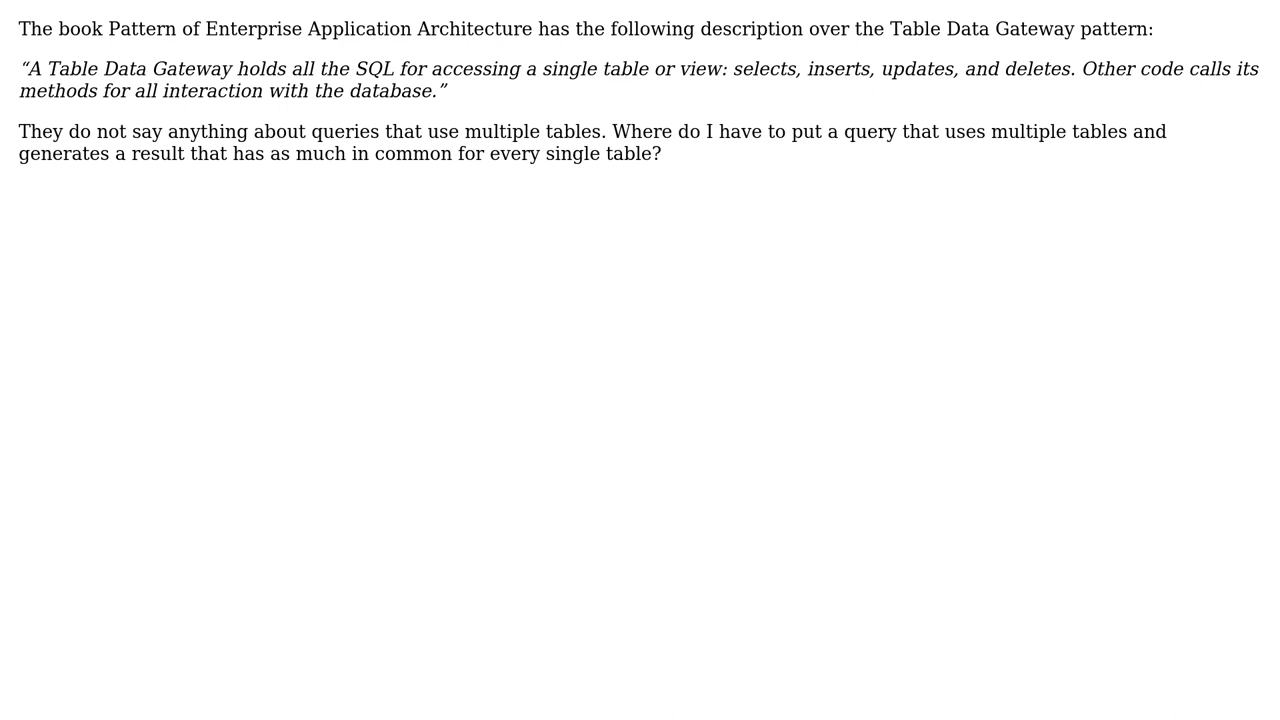 The book Pattern of Enterprise Application Architecture has the following description over the Table Data Gateway pattern:
“A Table Data Gateway holds all the SQL for accessing a single table or view: selects, inserts, updates, and deletes. Other code calls its
methods for all interaction with the database.”
They do not say anything about queries that use multiple tables. Where do I have to put a query that uses multiple tables and
generates a result that has as much in common for every single table?